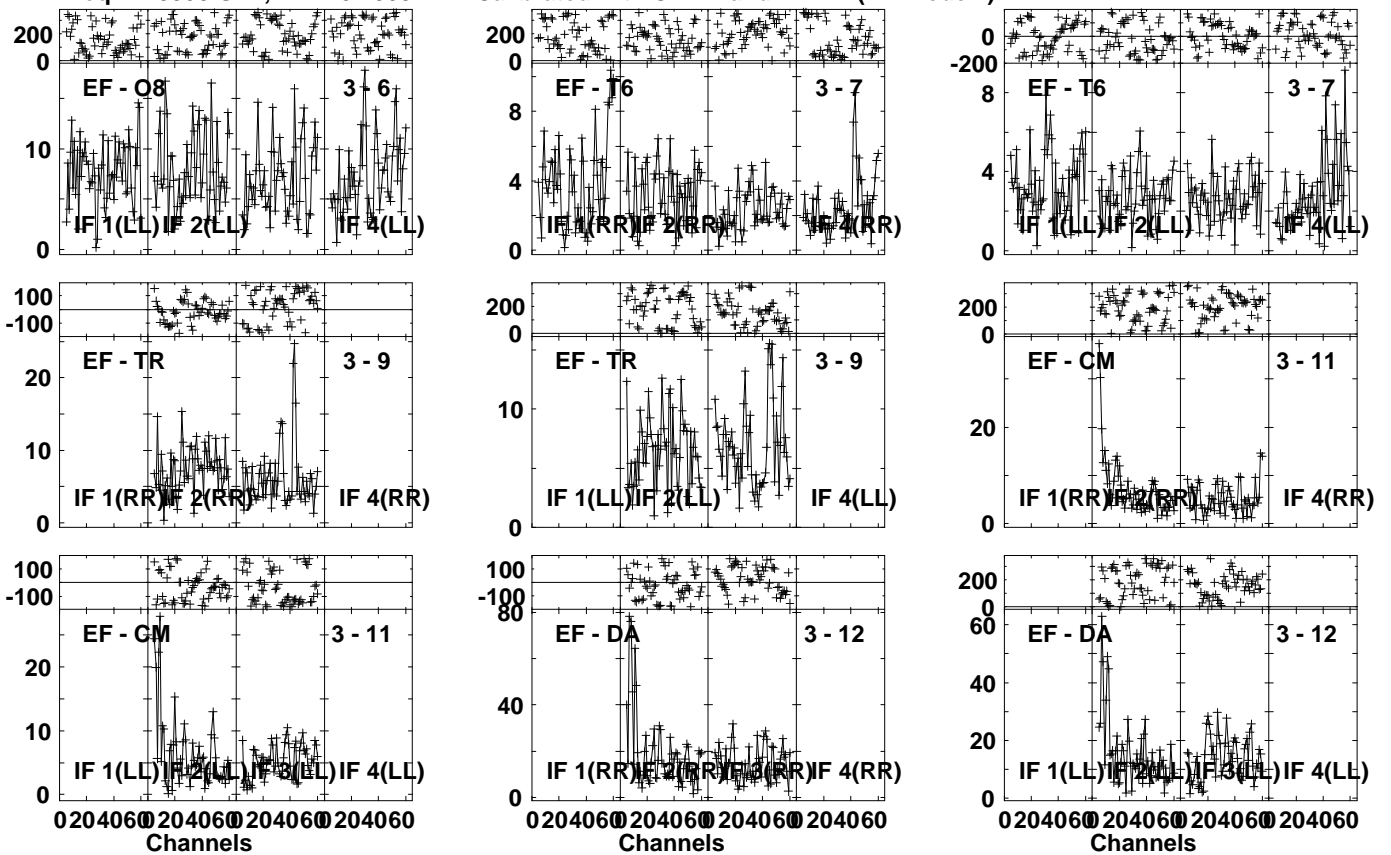 200
0
EF - O8
3 - 6
10
0
IF 1(LL)
IF 2(LL)
IF 4(LL)
200
0
EF - T6
3 - 7
8
4
0
IF 1(RR)
IF 2(RR)
IF 4(RR)
0
-200
EF - T6
3 - 7
8
4
0
IF 1(LL)
IF 2(LL)
IF 4(LL)
100
-100
EF - TR
3 - 9
20
10
0
IF 1(RR)
IF 2(RR)
IF 4(RR)
200
0
EF - TR
3 - 9
10
0
IF 1(LL)
IF 2(LL)
IF 4(LL)
200
0
EF - CM
3 - 11
20
0
IF 1(RR)
IF 2(RR)
IF 4(RR)
100
-100
EF - CM
3 - 11
20
10
0
IF 1(LL)
IF 2(LL)
IF 3(LL)
IF 4(LL)
0 20 40 60 0 20 40 60 0 20 40 60 0 20 40 60
Channels
100
-100
80
EF - DA
3 - 12
40
0
IF 1(RR)
IF 2(RR)
IF 3(RR)
IF 4(RR)
0 20 40 60 0 20 40 60 0 20 40 60 0 20 40 60
Channels
200
0
60
EF - DA
3 - 12
40
20
0
IF 1(LL)
IF 2(LL)
IF 3(LL)
IF 4(LL)
0 20 40 60 0 20 40 60 0 20 40 60 0 20 40 60
Channels